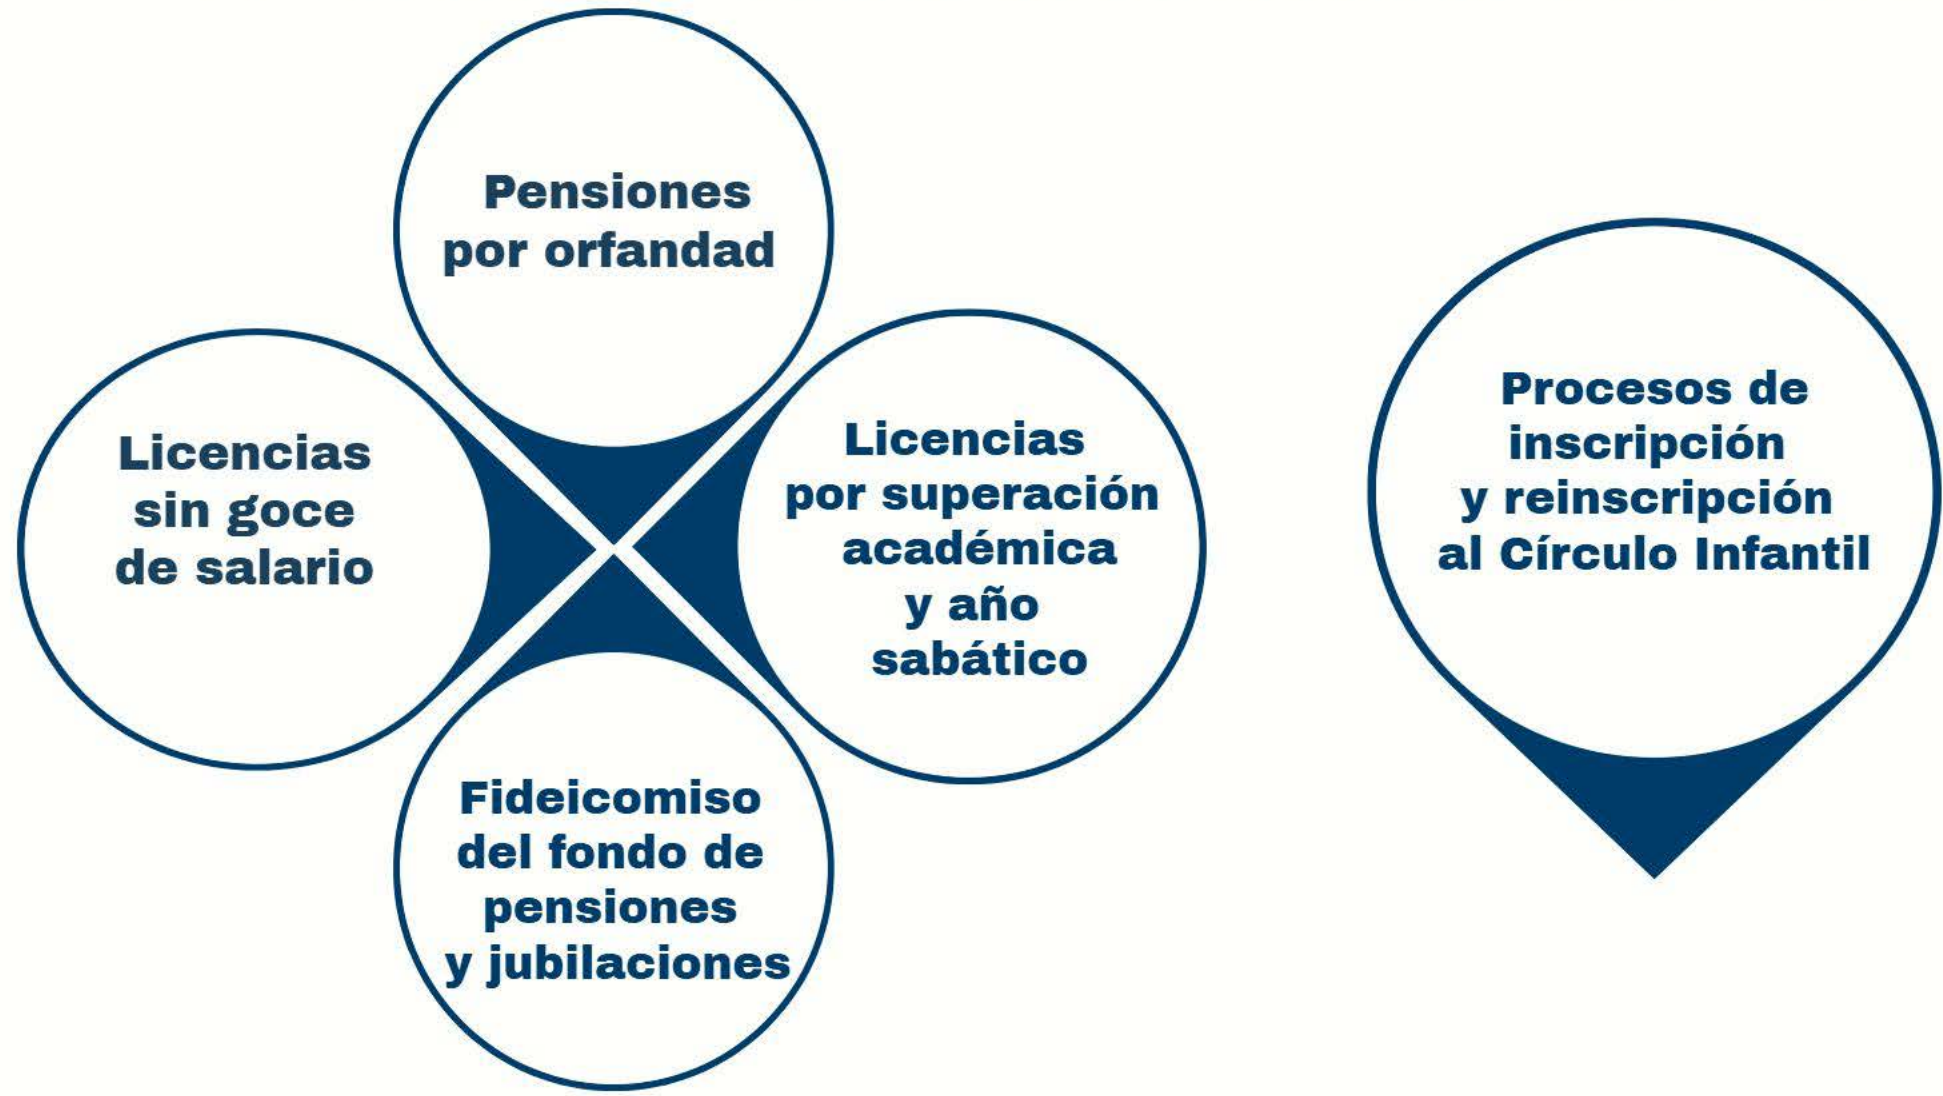 Pensiones
por orfandad
Licencias
sin goce
de salario
Licencias
por superación
académica
y año
sabático
Fideicomiso
del fondo de
pensiones
y jubilaciones
Procesos de
inscripción
y reinscripción
al Círculo Infantil